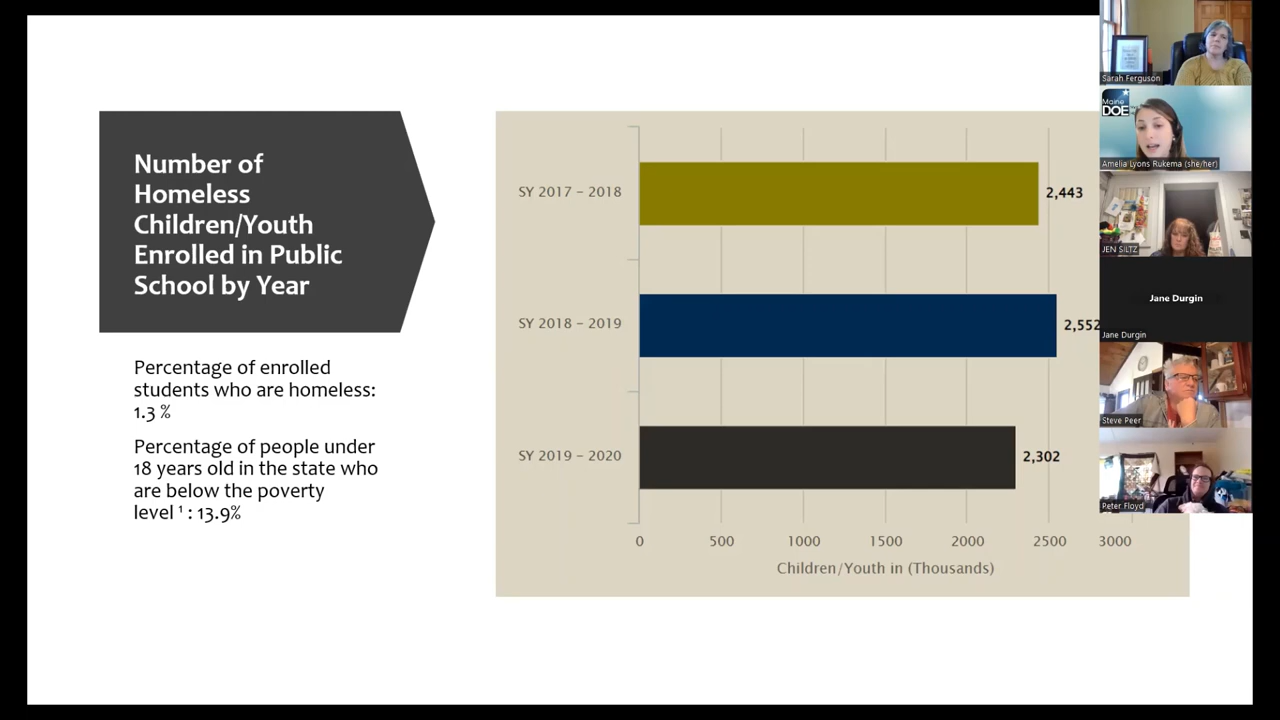 Number of
Homeless
Children/Youth
Enrolled in Public
School by Year
Percentage of enrolled
students who are homeless:
1.3 %
Percentage of people under
18 years old in the state who
are below the poverty
level ¹ : 13.9%
SY 2017 – 2018
2,443
SY 2018 – 2019
2,552
SY 2019 – 2020
2,302
0 500 1000 1500 2000 2500 3000
Children/Youth in (Thousands)
Sarah Ferguson
Maine
DOE
Amelia Lyons Rukema (she/her)
JEN SILTZ
Jane Durgin
Jane Durgin
Steve Peer
Peter Floyd